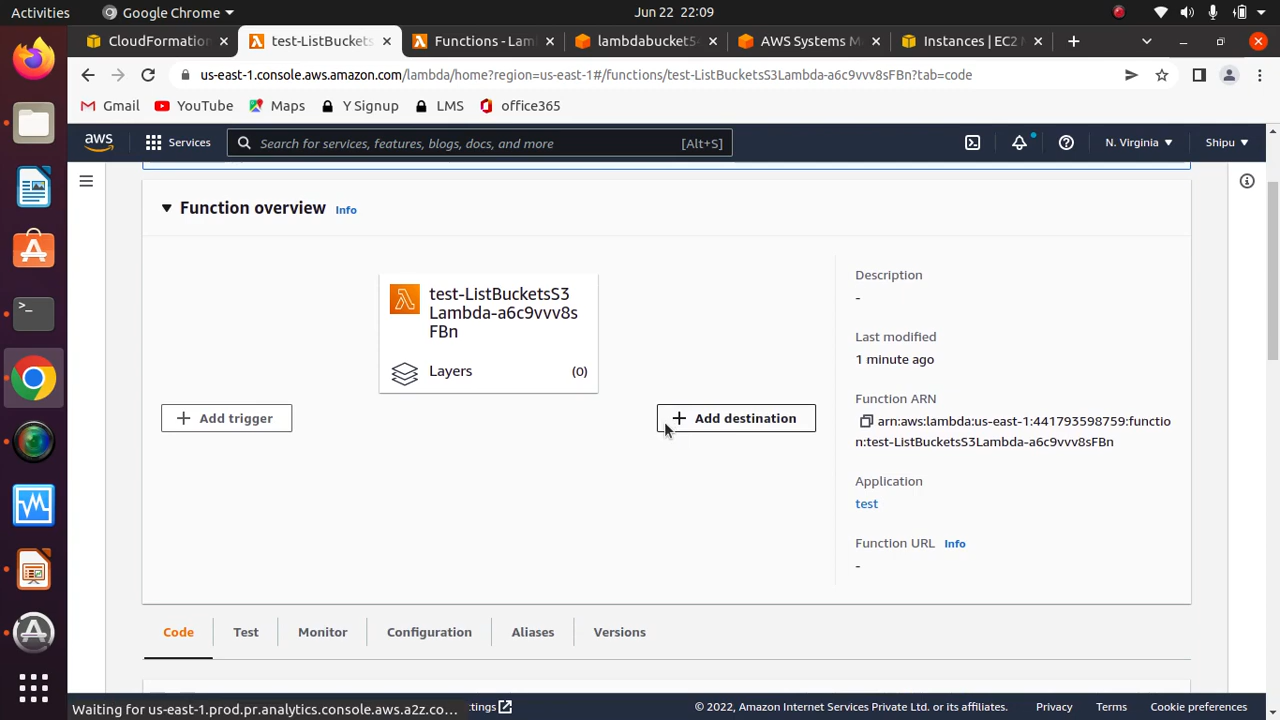 Activities
Google Chrome
Jun 22 22:09
CloudFormation
test-ListBuckets
Functions - Lam
lambdabuckets
AWS Systems M
Instances | EC2 M
us-east-1.console.aws.amazon.com/lambda/home?region=us-east-1#/functions/test-ListBucketsS3Lambda-a6c9vvv8sFBn?tab=code
Gmail
YouTube
Maps
Y Signup
LMS
office365
aws
Services
Search for services, features, blogs, docs, and more
[Alt+S]
N. Virginia
Shipu
Function overview
Info
test-ListBucketsS3
Lambda-a6c9vvv8s
FBn
Layers
(0)
+ Add trigger
+ Add destination
Description
-
Last modified
1 minute ago
Function ARN
arn:aws:lambda:us-east-1:441793598759:functio
n:test-ListBucketsS3Lambda-a6c9vvv8sFBn
Application
test
Function URL
Info
-
Code
Test
Monitor
Configuration
Aliases
Versions
Waiting for us-east-1.prod.pr.analytics.console.aws.a2z.co...
ttings
© 2022, Amazon Internet Services Private Ltd. or its affiliates.
Privacy
Terms
Cookie preferences